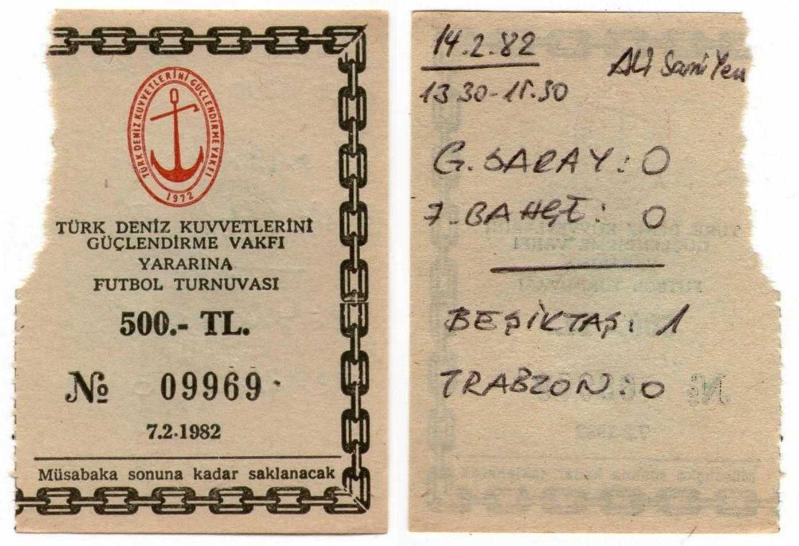 TÜRK DENİZ KUVVETLERİNİ GÜÇLENDİRME VAKFI
1972
TÜRK DENİZ KUVVETLERİNİ
GÜÇLENDİRME VAKFI
YARARINA
FUTBOL TURNUVASI
500.- TL.
№ 09969
7.2.1982
Müsabaka sonuna kadar saklanacak
14.2.82
Ali Sami Yen
13 30-15.30
G. SARAY: 0
F. BAHÇE: 0
BEŞİKTAŞ: 1
TRABZON: 0